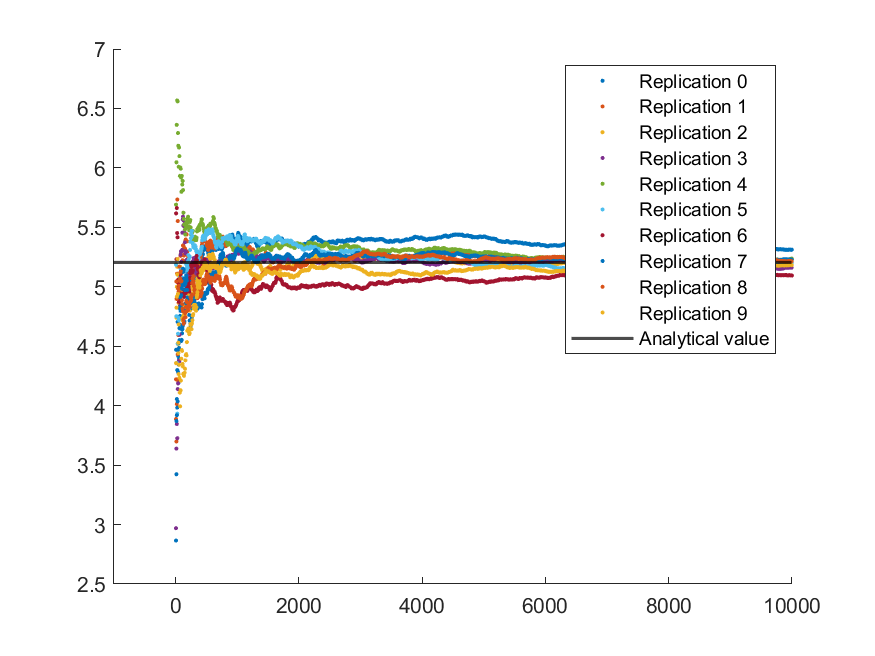 7
6.5
6
5.5
5
4.5
4
3.5
3
2.5
0 2000 4000 6000 8000 10000
Replication 0
Replication 1
Replication 2
Replication 3
Replication 4
Replication 5
Replication 6
Replication 7
Replication 8
Replication 9
Analytical value